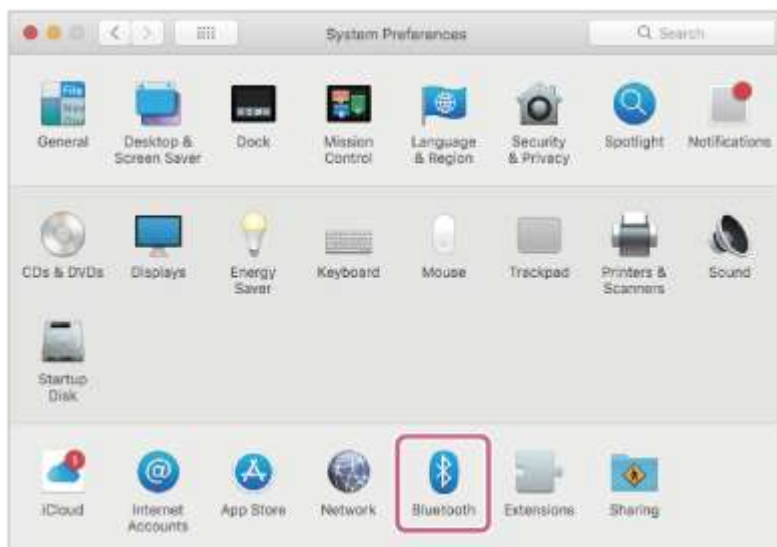 System Preferences
Search
General
Desktop &
Screen Saver
Dock
Mission
Control
Language
& Region
Security
& Privacy
Spotlight
Notifications
CDs & DVDs
Displays
Energy
Saver
Keyboard
Mouse
Trackpad
Printers &
Scanners
Sound
Startup
Disk
iCloud
Internet
Accounts
App Store
Network
Bluetooth
Extensions
Sharing